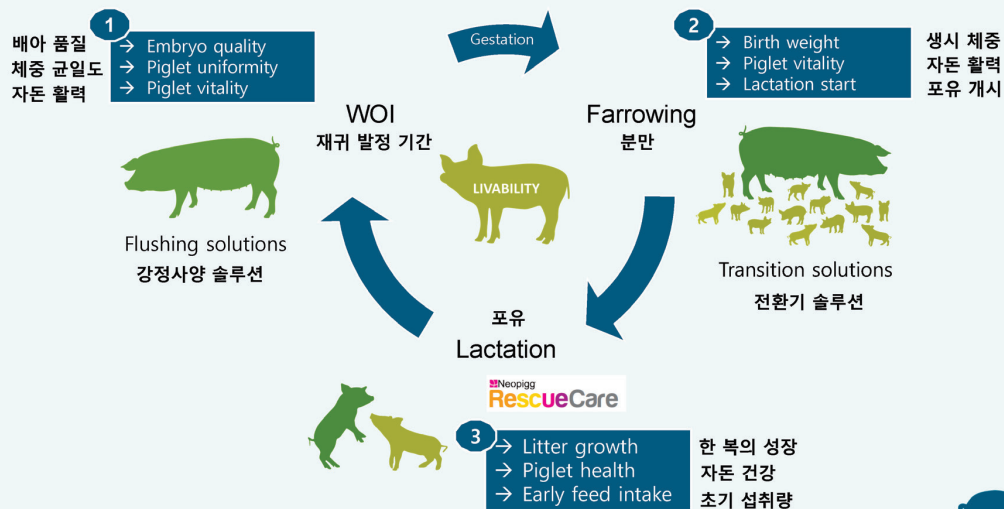 1
배아 품질
체중 균일도
자돈 활력
→ Embryo quality
→ Piglet uniformity
→ Piglet vitality
Gestation
2
→ Birth weight
→ Piglet vitality
→ Lactation start
생시 체중
자돈 활력
포유 개시
WOI
재귀 발정 기간
Farrowing
분만
LIVABILITY
Flushing solutions
강정사양 솔루션
Transition solutions
전환기 솔루션
포유
Lactation
Neopigg
RescueCare
3
→ Litter growth
→ Piglet health
→ Early feed intake
한 복의 성장
자돈 건강
초기 섭취량